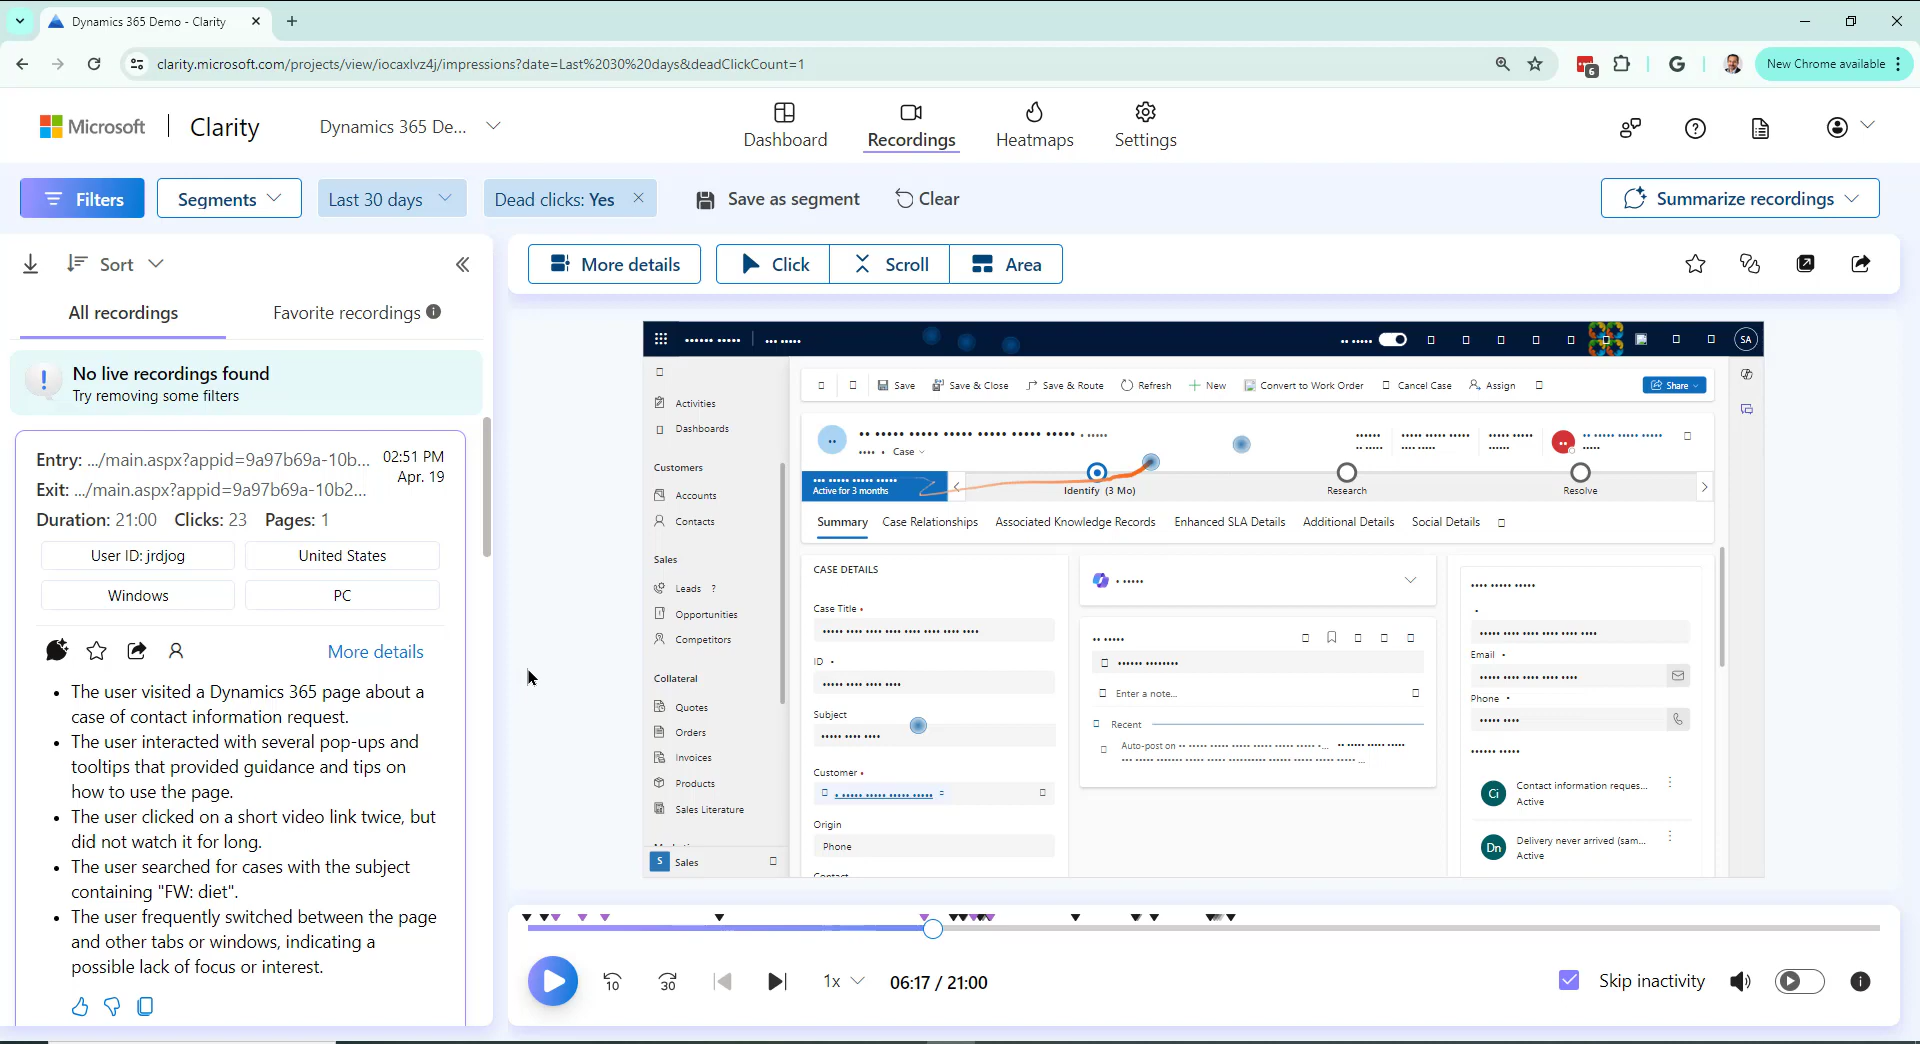 Dynamics 365 Demo - Clarity
clarity.microsoft.com/projects/view/iocaxlvz4j/impressions?date=Last%2030%20days&deadClickCount=1
6
New Chrome available
Microsoft
Clarity
Dynamics 365 De...
Dashboard
Recordings
Heatmaps
Settings
Filters
Segments
Last 30 days
Dead clicks: Yes
Save as segment
Clear
Summarize recordings
Sort
More details
Click
Scroll
Area
All recordings
Favorite recordings
No live recordings found
Try removing some filters
Entry: .../main.aspx?appid=9a97b69a-10b...
02:51 PM
Exit: .../main.aspx?appid=9a97b69a-10b2...
Apr. 19
Duration: 21:00 Clicks: 23 Pages: 1
User ID: jrdjog
United States
Windows
PC
More details
• The user visited a Dynamics 365 page about a
case of contact information request.
• The user interacted with several pop-ups and
tooltips that provided guidance and tips on
how to use the page.
• The user clicked on a short video link twice, but
did not watch it for long.
• The user searched for cases with the subject
containing "FW: diet".
• The user frequently switched between the page
and other tabs or windows, indicating a
possible lack of focus or interest.
SA
Activities
Dashboards
Customers
Accounts
Contacts
Sales
Leads ?
Opportunities
Competitors
Collateral
Quotes
Orders
Invoices
Products
Sales Literature
S Sales
Save
Save & Close
Save & Route
Refresh
New
Convert to Work Order
Cancel Case
Assign
Share
Case
Active for 3 months
Identify (3 Mo)
Research
Resolve
Summary
Case Relationships
Associated Knowledge Records
Enhanced SLA Details
Additional Details
Social Details
CASE DETAILS
Case Title
ID
Subject
Customer
Origin
Phone
Contact
Enter a note...
Recent
Auto-post on
Email
Phone
Ci
Contact information reques...
Active
Dn
Delivery never arrived (sam...
Active
10
30
1x
06:17 / 21:00
Skip inactivity